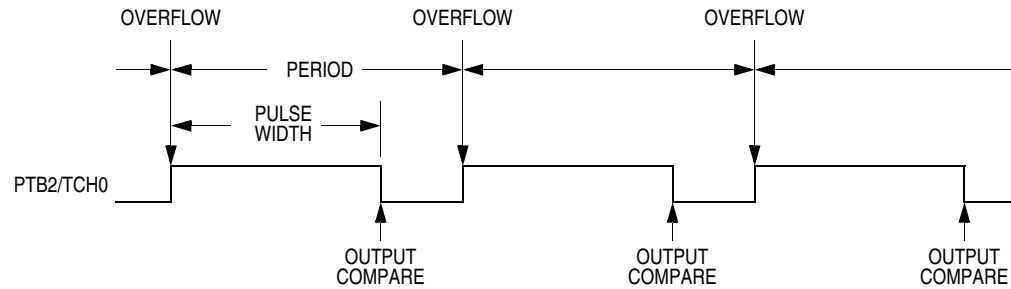 OVERFLOW OVERFLOW OVERFLOW
PERIOD
PULSE
WIDTH
PTB2/TCH0
OUTPUT
COMPARE
OUTPUT
COMPARE
OUTPUT
COMPARE